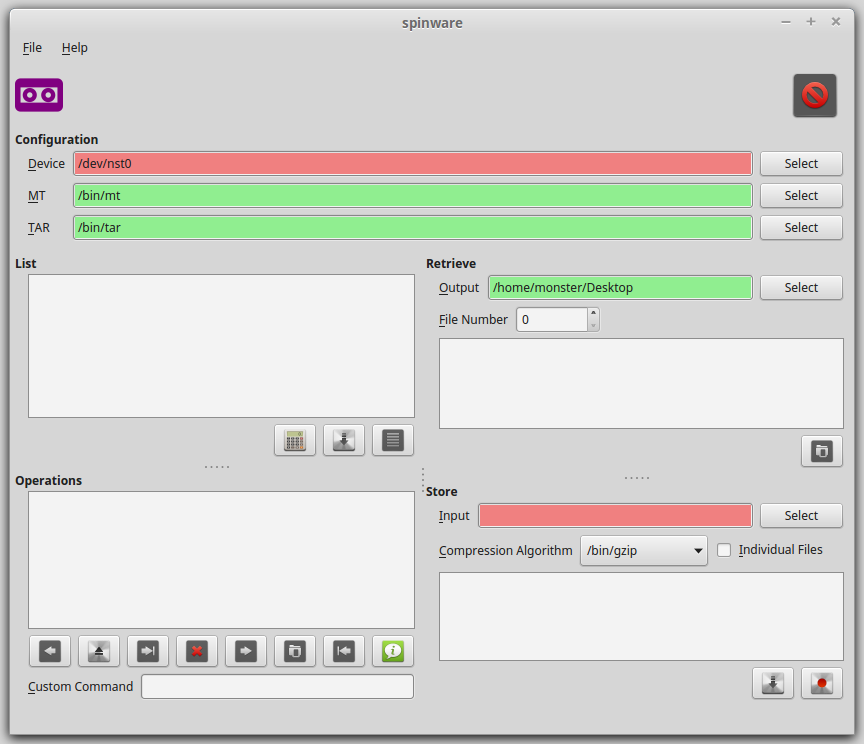 spinware
File Help
Configuration
Device /dev/nst0 Select
MT /bin/mt Select
TAR /bin/tar Select
List
Retrieve
Output /home/monster/Desktop Select
File Number 0
Operations
Store
Input Select
Compression Algorithm /bin/gzip Individual Files
Custom Command